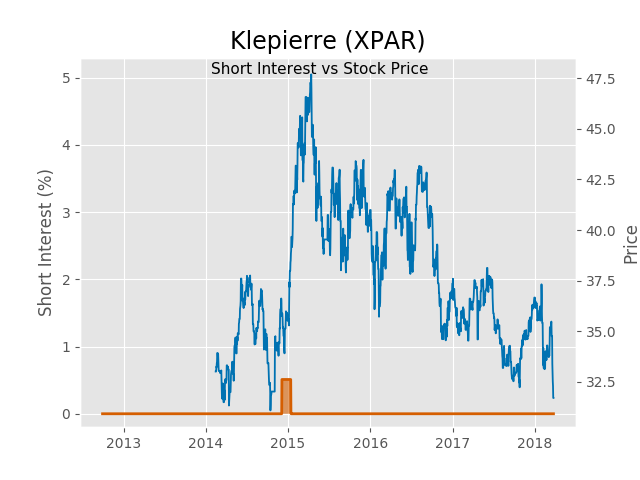 Klepierre (XPAR)
Short Interest vs Stock Price
Short Interest (%)
5
4
3
2
1
0
47.5
45.0
42.5
40.0
37.5
35.0
32.5
Price
2013 2014 2015 2016 2017 2018